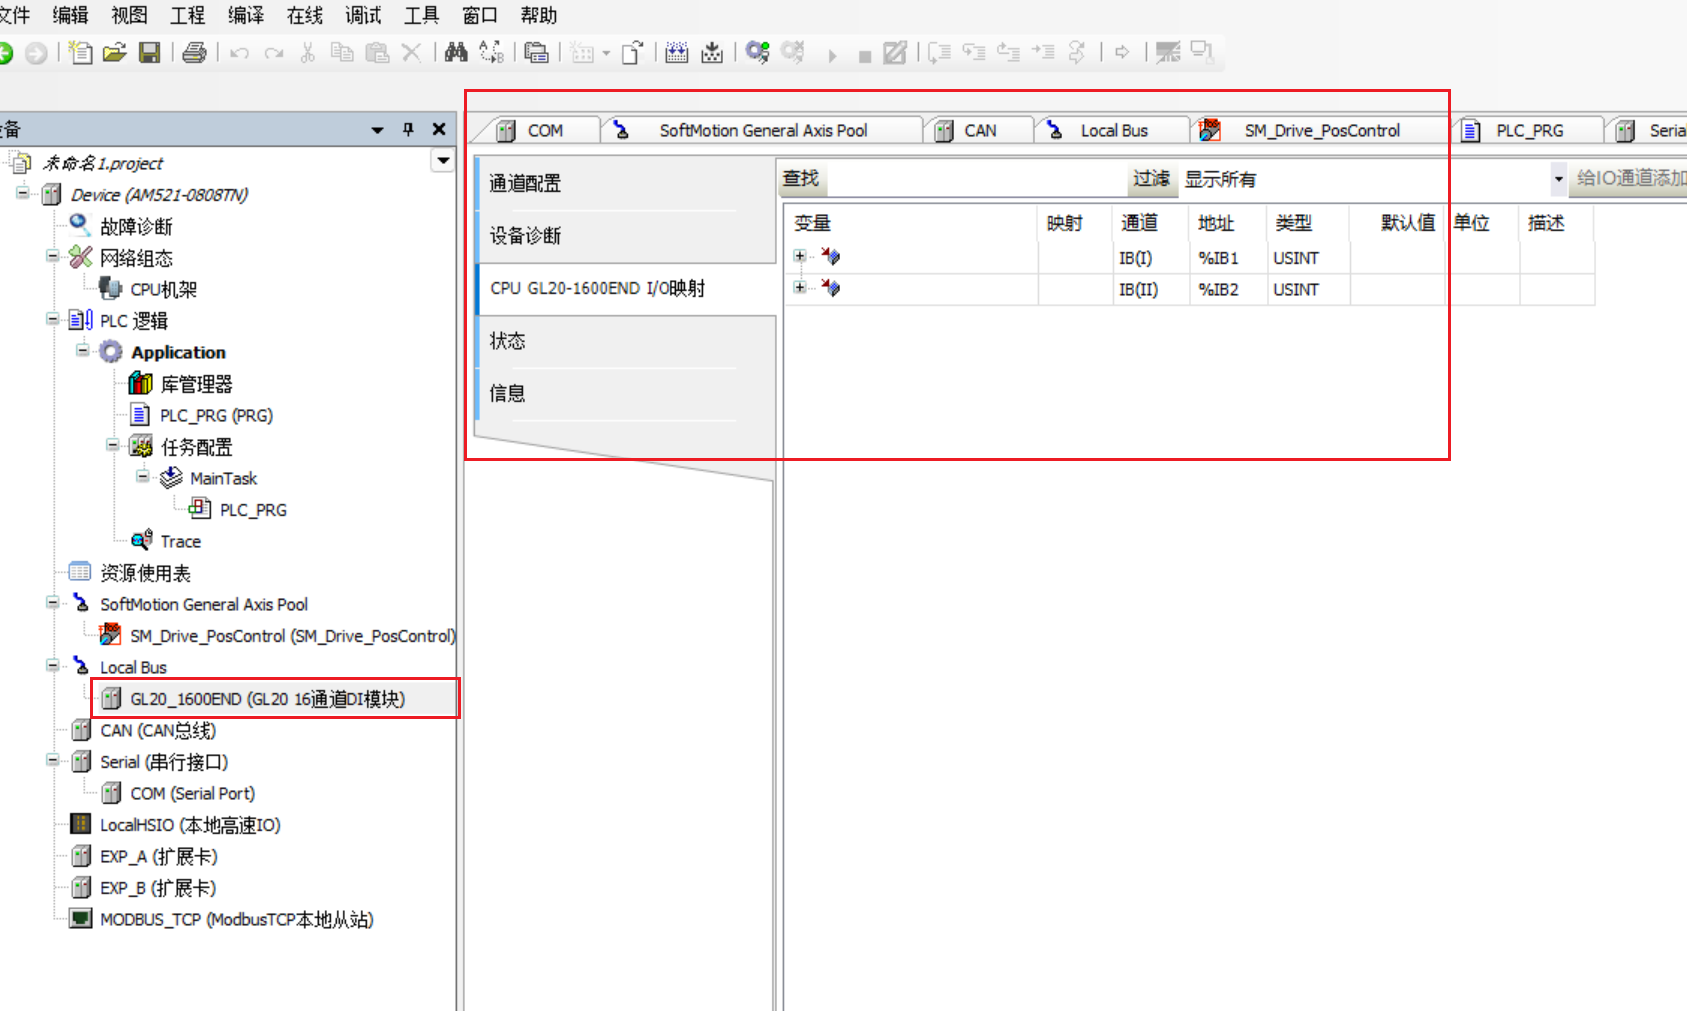 文件 编辑 视图 工程 编译 在线 调试 工具 窗口 帮助
设备
未命名1.project
Device (AM521-0808TN)
故障诊断
网络组态
CPU机架
PLC 逻辑
Application
库管理器
PLC_PRG (PRG)
任务配置
MainTask
PLC_PRG
Trace
资源使用表
SoftMotion General Axis Pool
SM_Drive_PosControl (SM_Drive_PosControl)
Local Bus
GL20_1600END (GL20 16通道DI模块)
CAN (CAN总线)
Serial (串行接口)
COM (Serial Port)
LocalHSIO (本地高速IO)
EXP_A (扩展卡)
EXP_B (扩展卡)
MODBUS_TCP (ModbusTCP本地从站)
COM SoftMotion General Axis Pool CAN Local Bus SM_Drive_PosControl PLC_PRG Serial
通道配置
设备诊断
CPU GL20-1600END I/O映射
状态
信息
查找 过滤 显示所有 给IO通道添加
变量 映射 通道 地址 类型 默认值 单位 描述
IB(I) %IB1 USINT
IB(II) %IB2 USINT